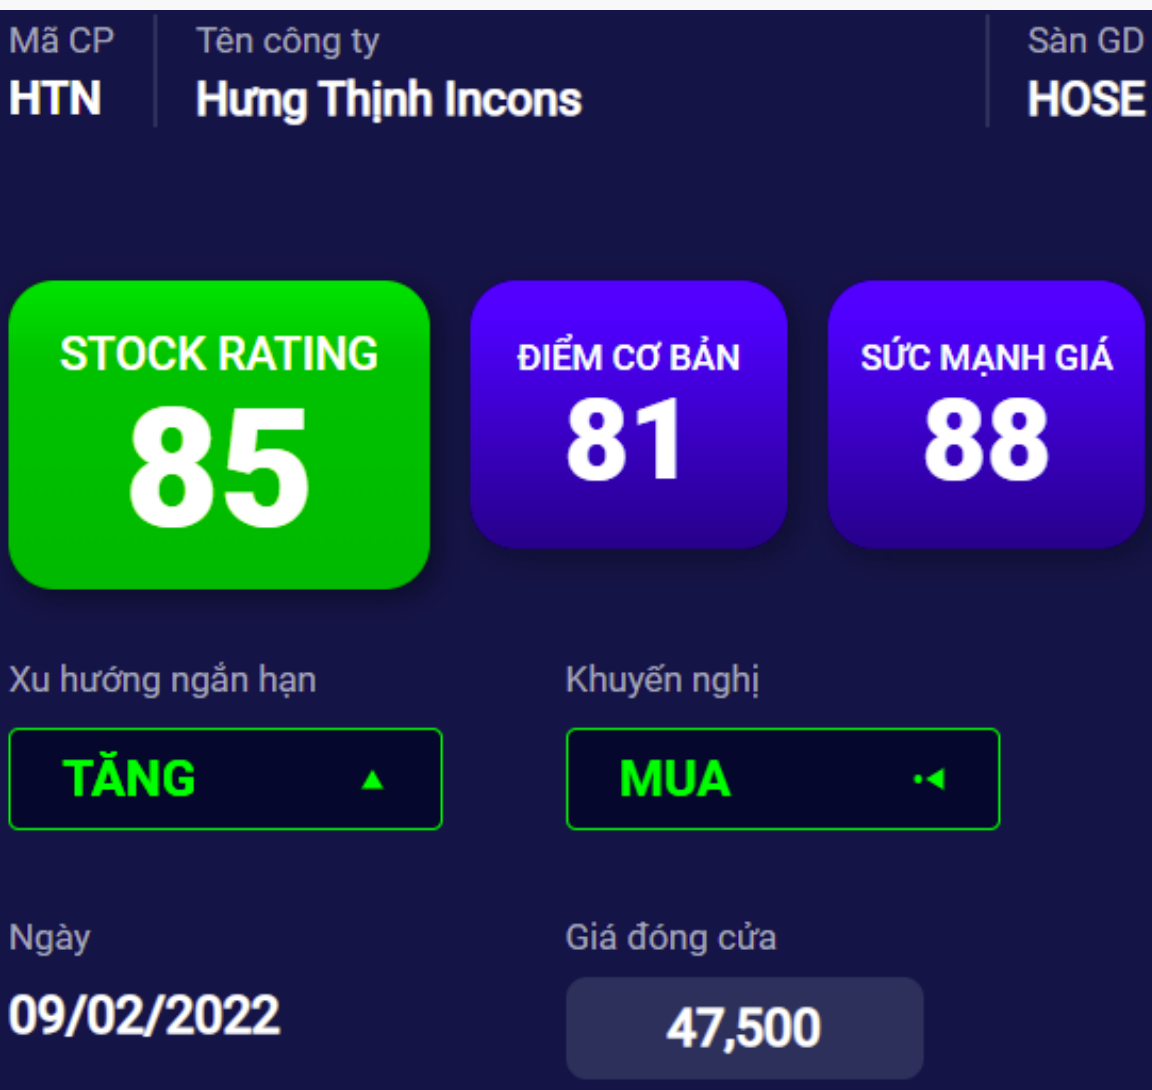 Mã CP
Tên công ty
Sàn GD
HTN
Hưng Thịnh Incons
HOSE
STOCK RATING
85
ĐIỂM CƠ BẢN
81
SỨC MẠNH GIÁ
88
Xu hướng ngắn hạn
Khuyến nghị
TĂNG
MUA
Ngày
Giá đóng cửa
09/02/2022
47,500